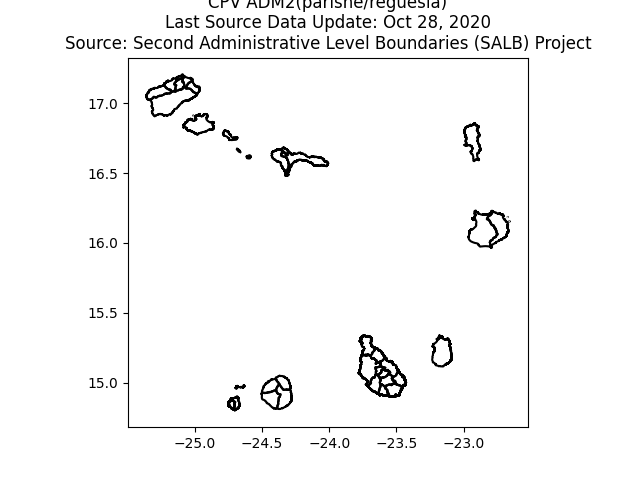 CPV ADM2(parishe/freguesia)
Last Source Data Update: Oct 28, 2020
Source: Second Administrative Level Boundaries (SALB) Project
17.0
16.5
16.0
15.5
15.0
−25.0 −24.5 −24.0 −23.5 −23.0